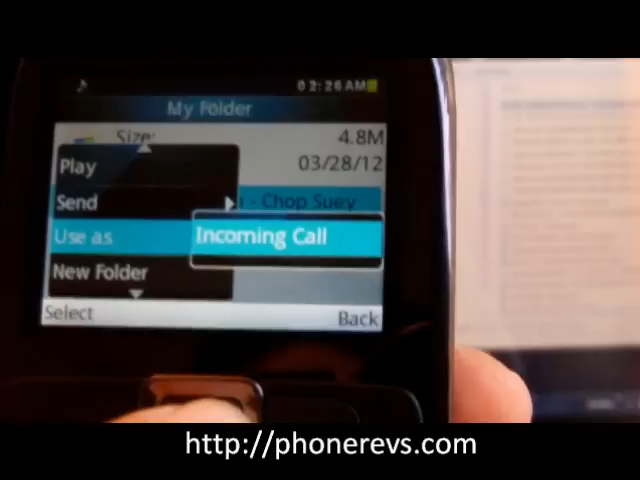 02:26AM
My Folder
Size:
4.8M
Play
03/28/12
Send
i - Chop Suey
Use as
Incoming Call
New Folder
Select
Back
http://phonerevs.com